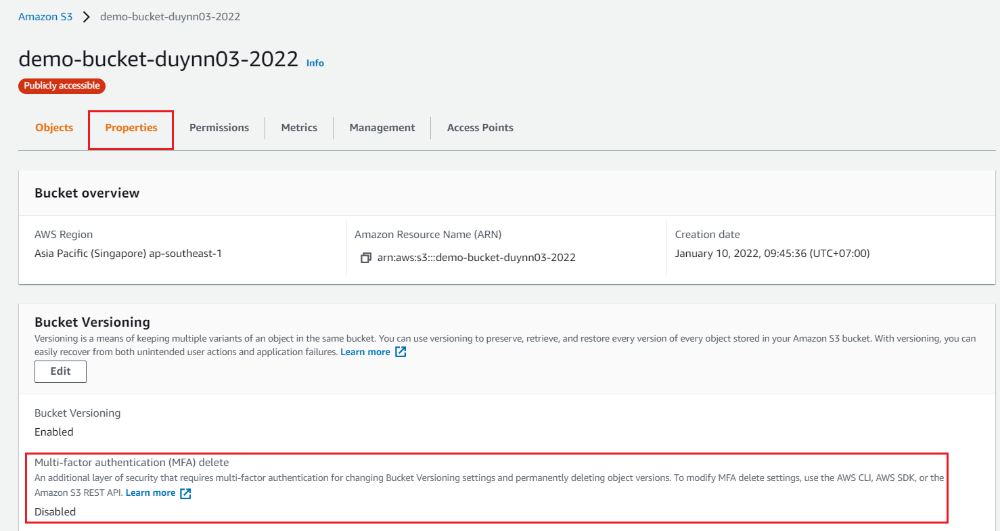 Amazon S3 > demo-bucket-duynn03-2022
demo-bucket-duynn03-2022 Info
Publicly accessible
Objects Properties Permissions Metrics Management Access Points
Bucket overview
AWS Region Amazon Resource Name (ARN) Creation date
Asia Pacific (Singapore) ap-southeast-1 arn:aws:s3:::demo-bucket-duynn03-2022 January 10, 2022, 09:45:36 (UTC+07:00)
Bucket Versioning
Versioning is a means of keeping multiple variants of an object in the same bucket. You can use versioning to preserve, retrieve, and restore every version of every object stored in your Amazon S3 bucket. With versioning, you can
easily recover from both unintended user actions and application failures. Learn more
Edit
Bucket Versioning
Enabled
Multi-factor authentication (MFA) delete
An additional layer of security that requires multi-factor authentication for changing Bucket Versioning settings and permanently deleting object versions. To modify MFA delete settings, use the AWS CLI, AWS SDK, or the
Amazon S3 REST API. Learn more
Disabled